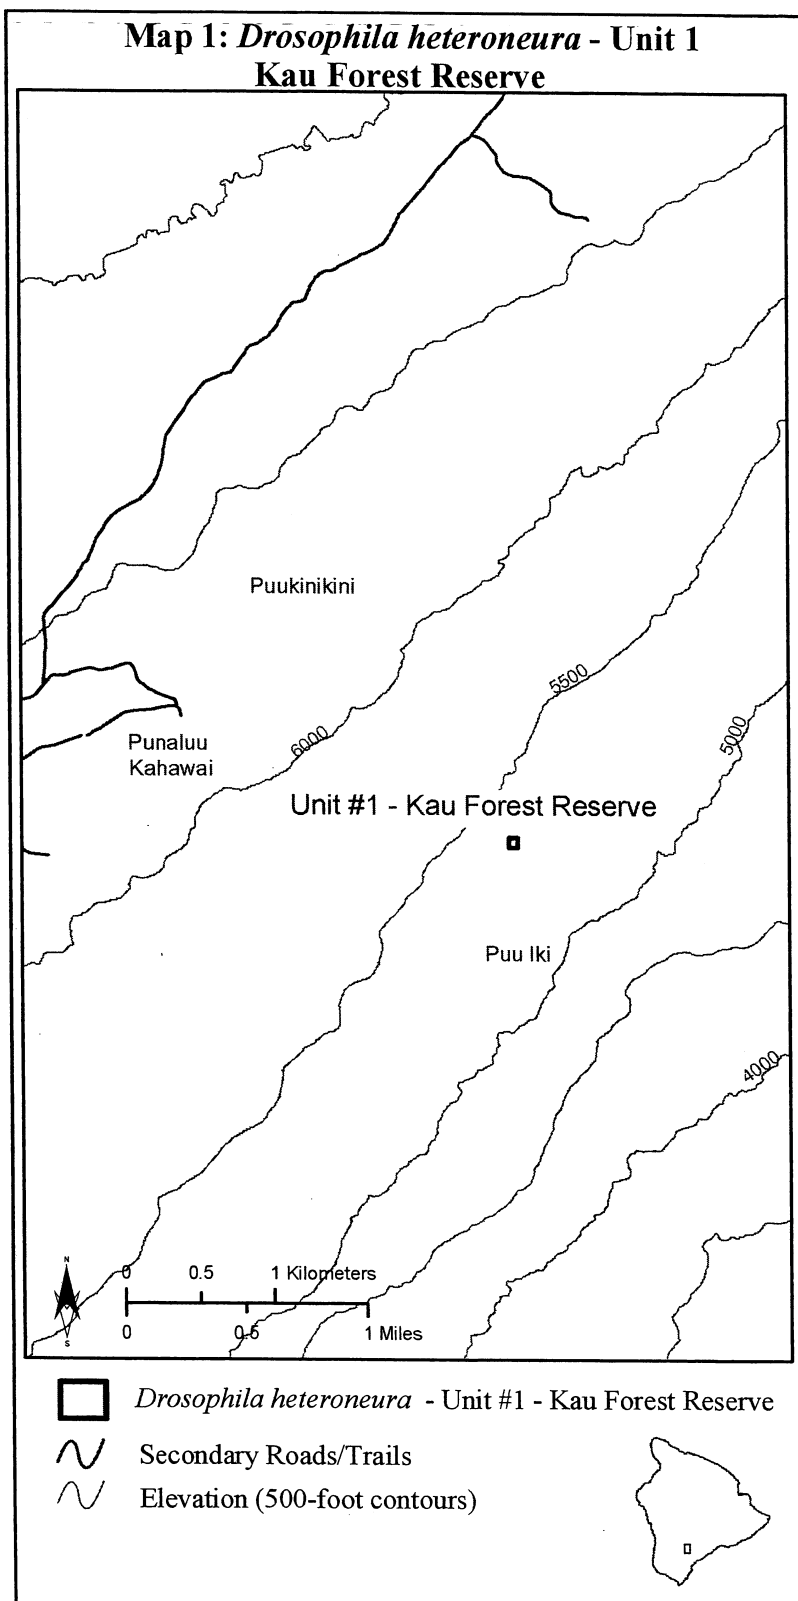 Map 1: Drosophila heteroneura - Unit 1
Kau Forest Reserve
Puukinikini
5500
5000
6000
Punaluu
Kahawai
Unit #1 - Kau Forest Reserve
Puu Iki
4000
N
0 0.5 1 Kilometers
0 0.5 1 Miles
S
Drosophila heteroneura - Unit #1 - Kau Forest Reserve
Secondary Roads/Trails
Elevation (500-foot contours)